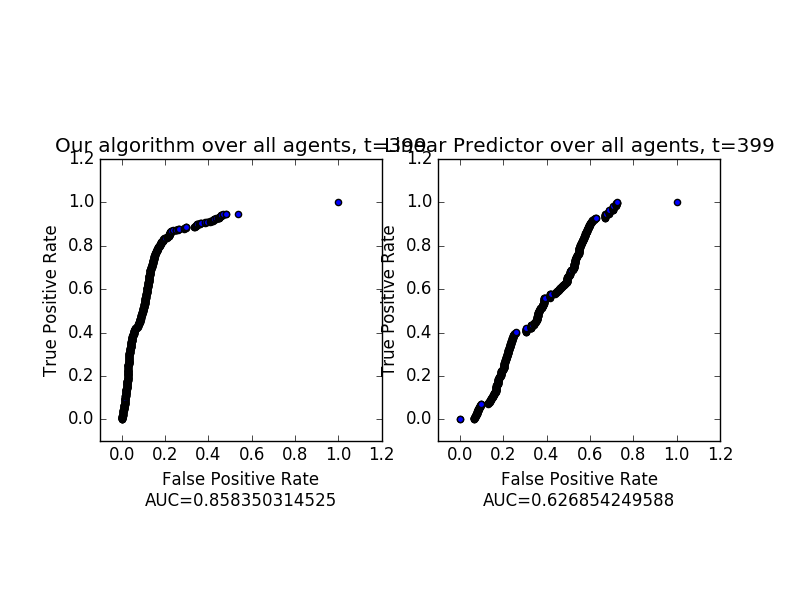 Our algorithm over all agents, t=399
Linear Predictor over all agents, t=399
True Positive Rate
1.2
1.0
0.8
0.6
0.4
0.2
0.0
0.0 0.2 0.4 0.6 0.8 1.0 1.2
False Positive Rate
AUC=0.858350314525
True Positive Rate
1.2
1.0
0.8
0.6
0.4
0.2
0.0
0.0 0.2 0.4 0.6 0.8 1.0 1.2
False Positive Rate
AUC=0.626854249588